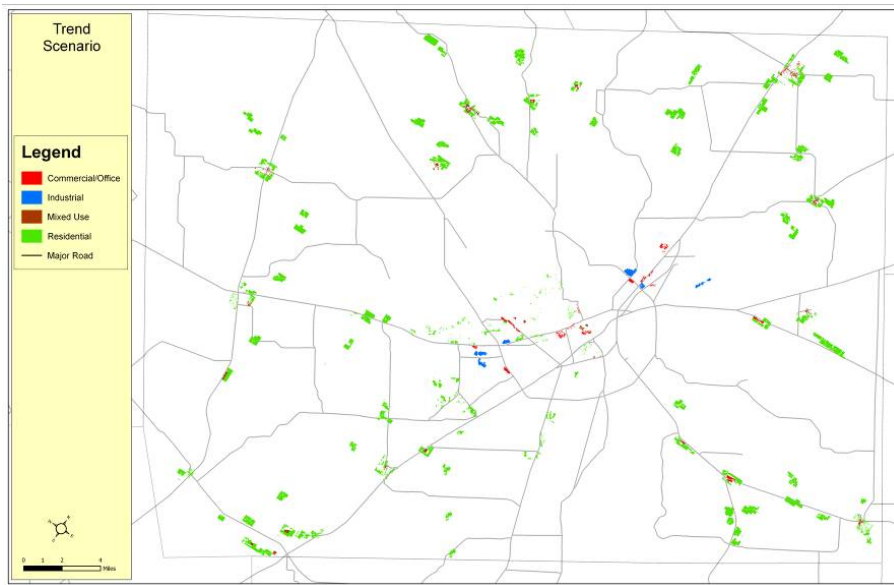 Trend
Scenario
Legend
Commercial/Office
Industrial
Mixed Use
Residential
Major Road
0 1 2 4
Miles